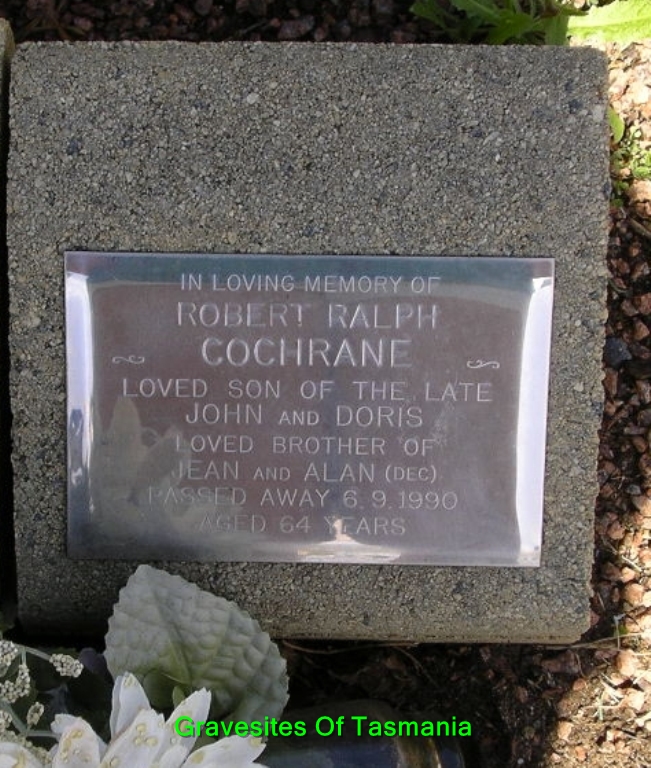 IN LOVING MEMORY OF
ROBERT RALPH
COCHRANE
LOVED SON OF THE LATE
JOHN AND DORIS
LOVED BROTHER OF
JEAN AND ALAN (DEC)
PASSED AWAY 6.9.1990
AGED 64 YEARS
Gravesites Of Tasmania